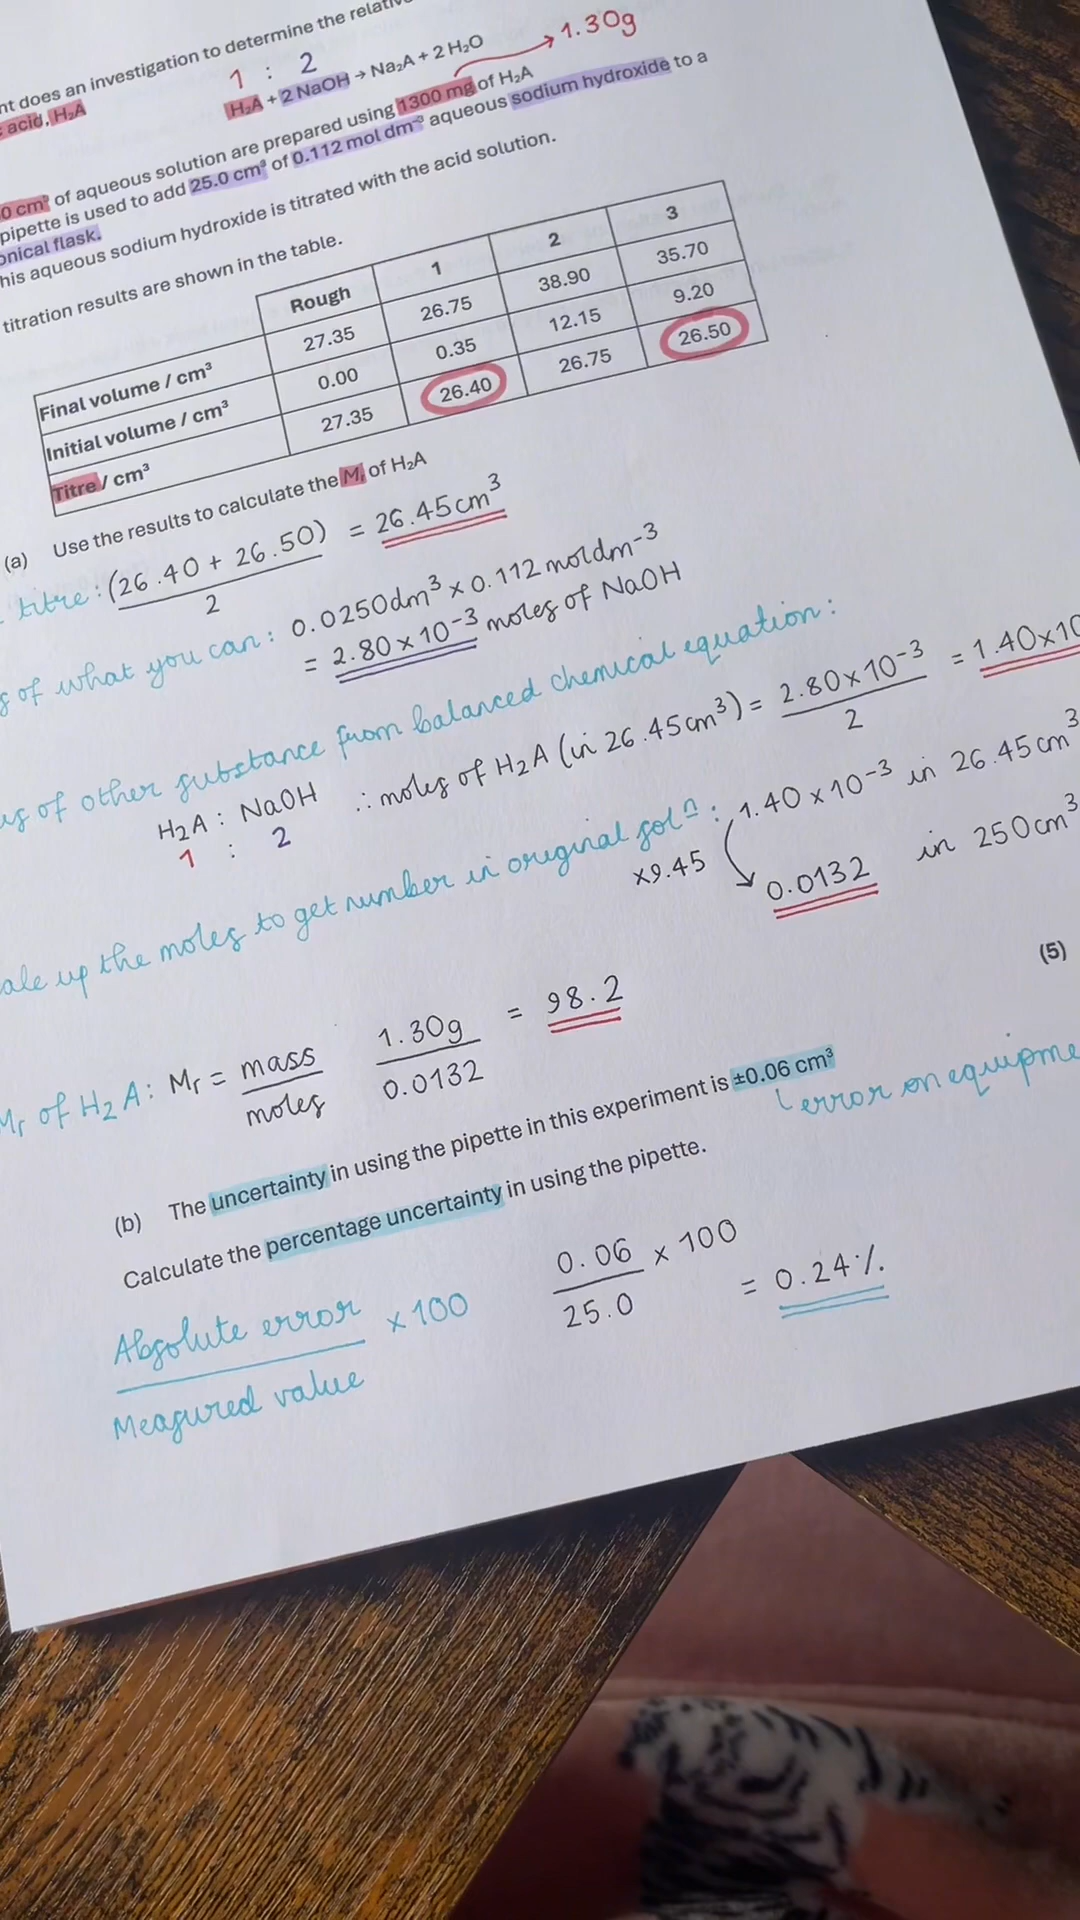 does an investigation to determine the
1 : 2
→ 1.30g
acid, H₂A
H₂A + 2 NaOH → Na₂A + 2 H₂O
cm³ of aqueous solution are prepared using 1300 mg of H₂A
pipette is used to add 25.0 cm³ of 0.112 mol dm⁻³ aqueous sodium hydroxide to a
flask.
his aqueous sodium hydroxide is titrated with the acid solution.
titration results are shown in the table.
Rough 1 2 3
Final volume / cm³ 27.35 26.75 38.90 35.70
Initial volume / cm³ 0.00 0.35 12.15 9.20
Titre / cm³ 27.35 26.40 26.75 26.50
(a) Use the results to calculate the Mᵣ of H₂A
titre: (26.40 + 26.50) = 26.45cm³
2
of what you can: 0.0250dm³ x 0.112 moldm⁻³
= 2.80 x 10⁻³ moles of NaOH
of other substance from balanced chemical equation:
H₂A : NaOH ∴ moles of H₂A (in 26.45cm³) = 2.80x10⁻³ = 1.40x10
2
1 : 2
up the moles to get number in original solⁿ: 1.40 x 10⁻³ in 26.45cm³
x9.45
0.0132 in 250cm³
(5)
Mr of H₂A: Mr = mass 1.30g = 98.2
moles 0.0132
(b) The uncertainty in using the pipette in this experiment is ±0.06 cm³
error on
Calculate the percentage uncertainty in using the pipette.
Absolute error x 100 0.06 x 100 = 0.24%
Measured value 25.0